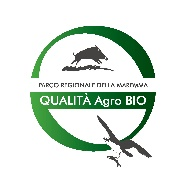 PARCO REGIONALE DELLA MAREMMA
QUALITÀ Agro BIO